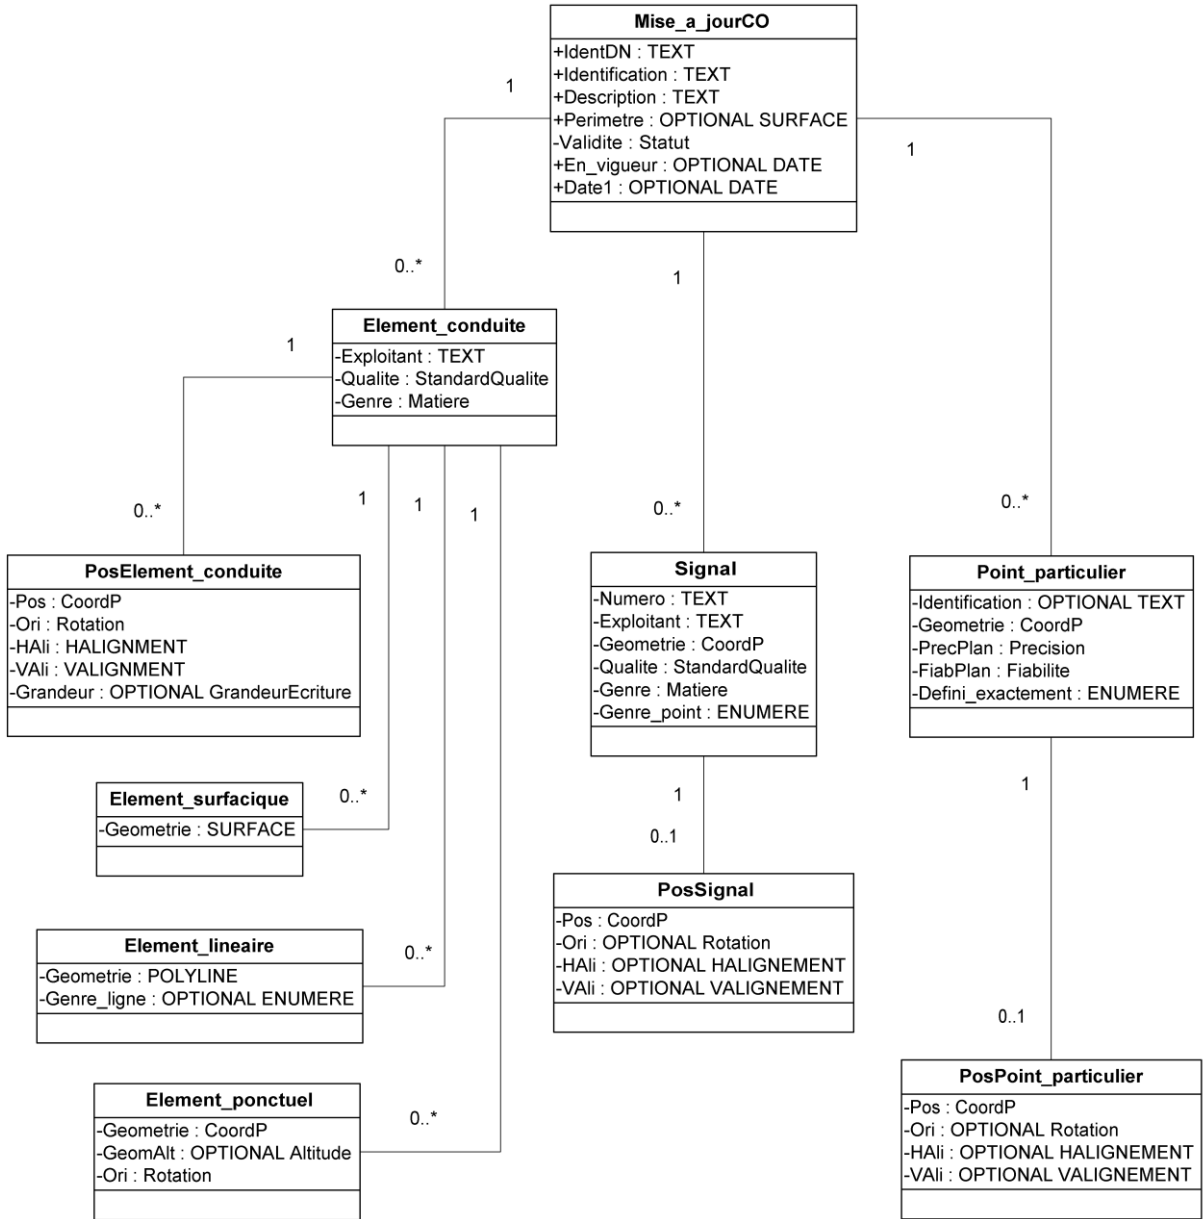 Mise_a_jourCO
+IdentDN : TEXT
+Identification : TEXT
+Description : TEXT
+Perimetre : OPTIONAL SURFACE
-Validite : Statut
+En_vigueur : OPTIONAL DATE
+Date1 : OPTIONAL DATE
1
1
1
0..*
Element_conduite
-Exploitant : TEXT
-Qualite : StandardQualite
-Genre : Matiere
1
0..*
1
1
1
0..*
0..*
PosElement_conduite
-Pos : CoordP
-Ori : Rotation
-HAli : HALIGNMENT
-VAli : VALIGNMENT
-Grandeur : OPTIONAL GrandeurEcriture
Signal
-Numero : TEXT
-Exploitant : TEXT
-Geometrie : CoordP
-Qualite : StandardQualite
-Genre : Matiere
-Genre_point : ENUMERE
Point_particulier
-Identification : OPTIONAL TEXT
-Geometrie : CoordP
-PrecPlan : Precision
-FiabPlan : Fiabilite
-Defini_exactement : ENUMERE
Element_surfacique
-Geometrie : SURFACE
0..*
1
0..1
1
PosSignal
-Pos : CoordP
-Ori : OPTIONAL Rotation
-HAli : OPTIONAL HALIGNEMENT
-VAli : OPTIONAL VALIGNEMENT
Element_lineaire
-Geometrie : POLYLINE
-Genre_ligne : OPTIONAL ENUMERE
0..*
0..1
Element_ponctuel
-Geometrie : CoordP
-GeomAlt : OPTIONAL Altitude
-Ori : Rotation
0..*
PosPoint_particulier
-Pos : CoordP
-Ori : OPTIONAL Rotation
-HAli : OPTIONAL HALIGNEMENT
-VAli : OPTIONAL VALIGNEMENT